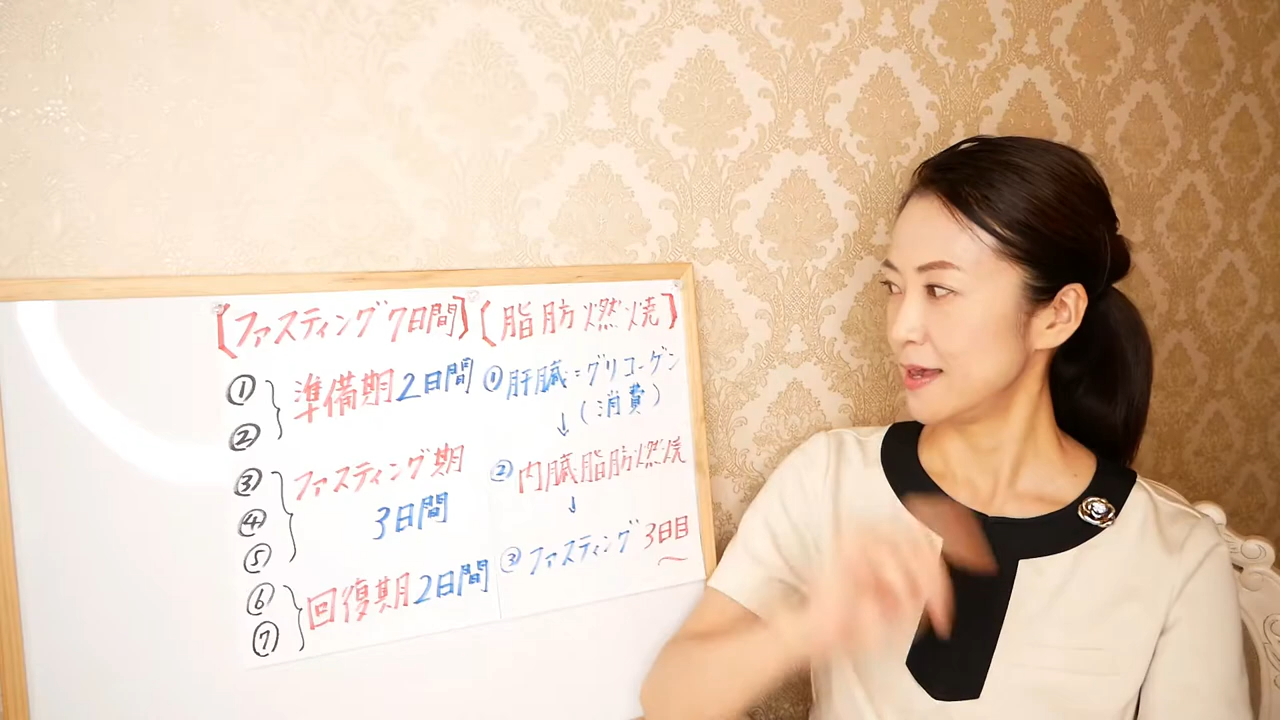 【ファスティング7日間】
① 準備期2日間
②
③ ファスティング期
④ 3日間
⑤
⑥ 回復期2日間
⑦
【脂肪燃焼】
① 肝臓=グリコーゲン
↓(消費)
② 内臓脂肪燃焼
↓
③ ファスティング3日目
〜